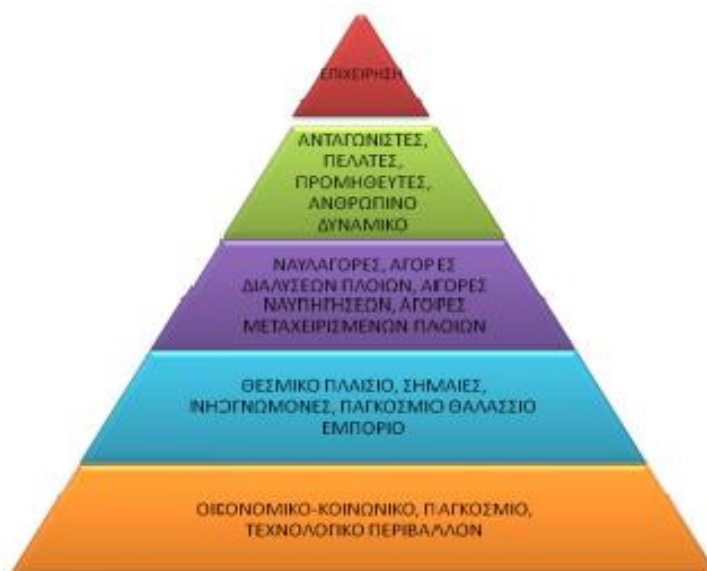 ΕΠΙΧΕΙΡΗΣΗ
ΑΝΤΑΓΩΝΙΣΤΕΣ,
ΠΕΛΑΤΕΣ,
ΠΡΟΜΗΘΕΥΤΕΣ,
ΑΝΘΡΩΠΙΝΟ
ΔΥΝΑΜΙΚΟ
ΝΑΥΛΑΓΟΡΕΣ, ΑΓΟΡΕΣ
ΔΙΑΛΥΣΕΩΝ ΠΛΟΙΩΝ, ΑΓΟΡΕΣ
ΝΑΥΠΗΓΗΣΕΩΝ, ΑΓΟΡΕΣ
ΜΕΤΑΧΕΙΡΙΣΜΕΝΩΝ ΠΛΟΙΩΝ
ΘΕΣΜΙΚΟ ΠΛΑΙΣΙΟ, ΣΗΜΑΙΕΣ,
ΝΗΟΓΝΩΜΟΝΕΣ, ΠΑΓΚΟΣΜΙΟ ΘΑΛΑΣΣΙΟ
ΕΜΠΟΡΙΟ
ΟΙΚΟΝΟΜΙΚΟ-ΚΟΙΝΩΝΙΚΟ, ΠΑΓΚΟΣΜΙΟ,
ΤΕΧΝΟΛΟΓΙΚΟ ΠΕΡΙΒΑΛΛΟΝ